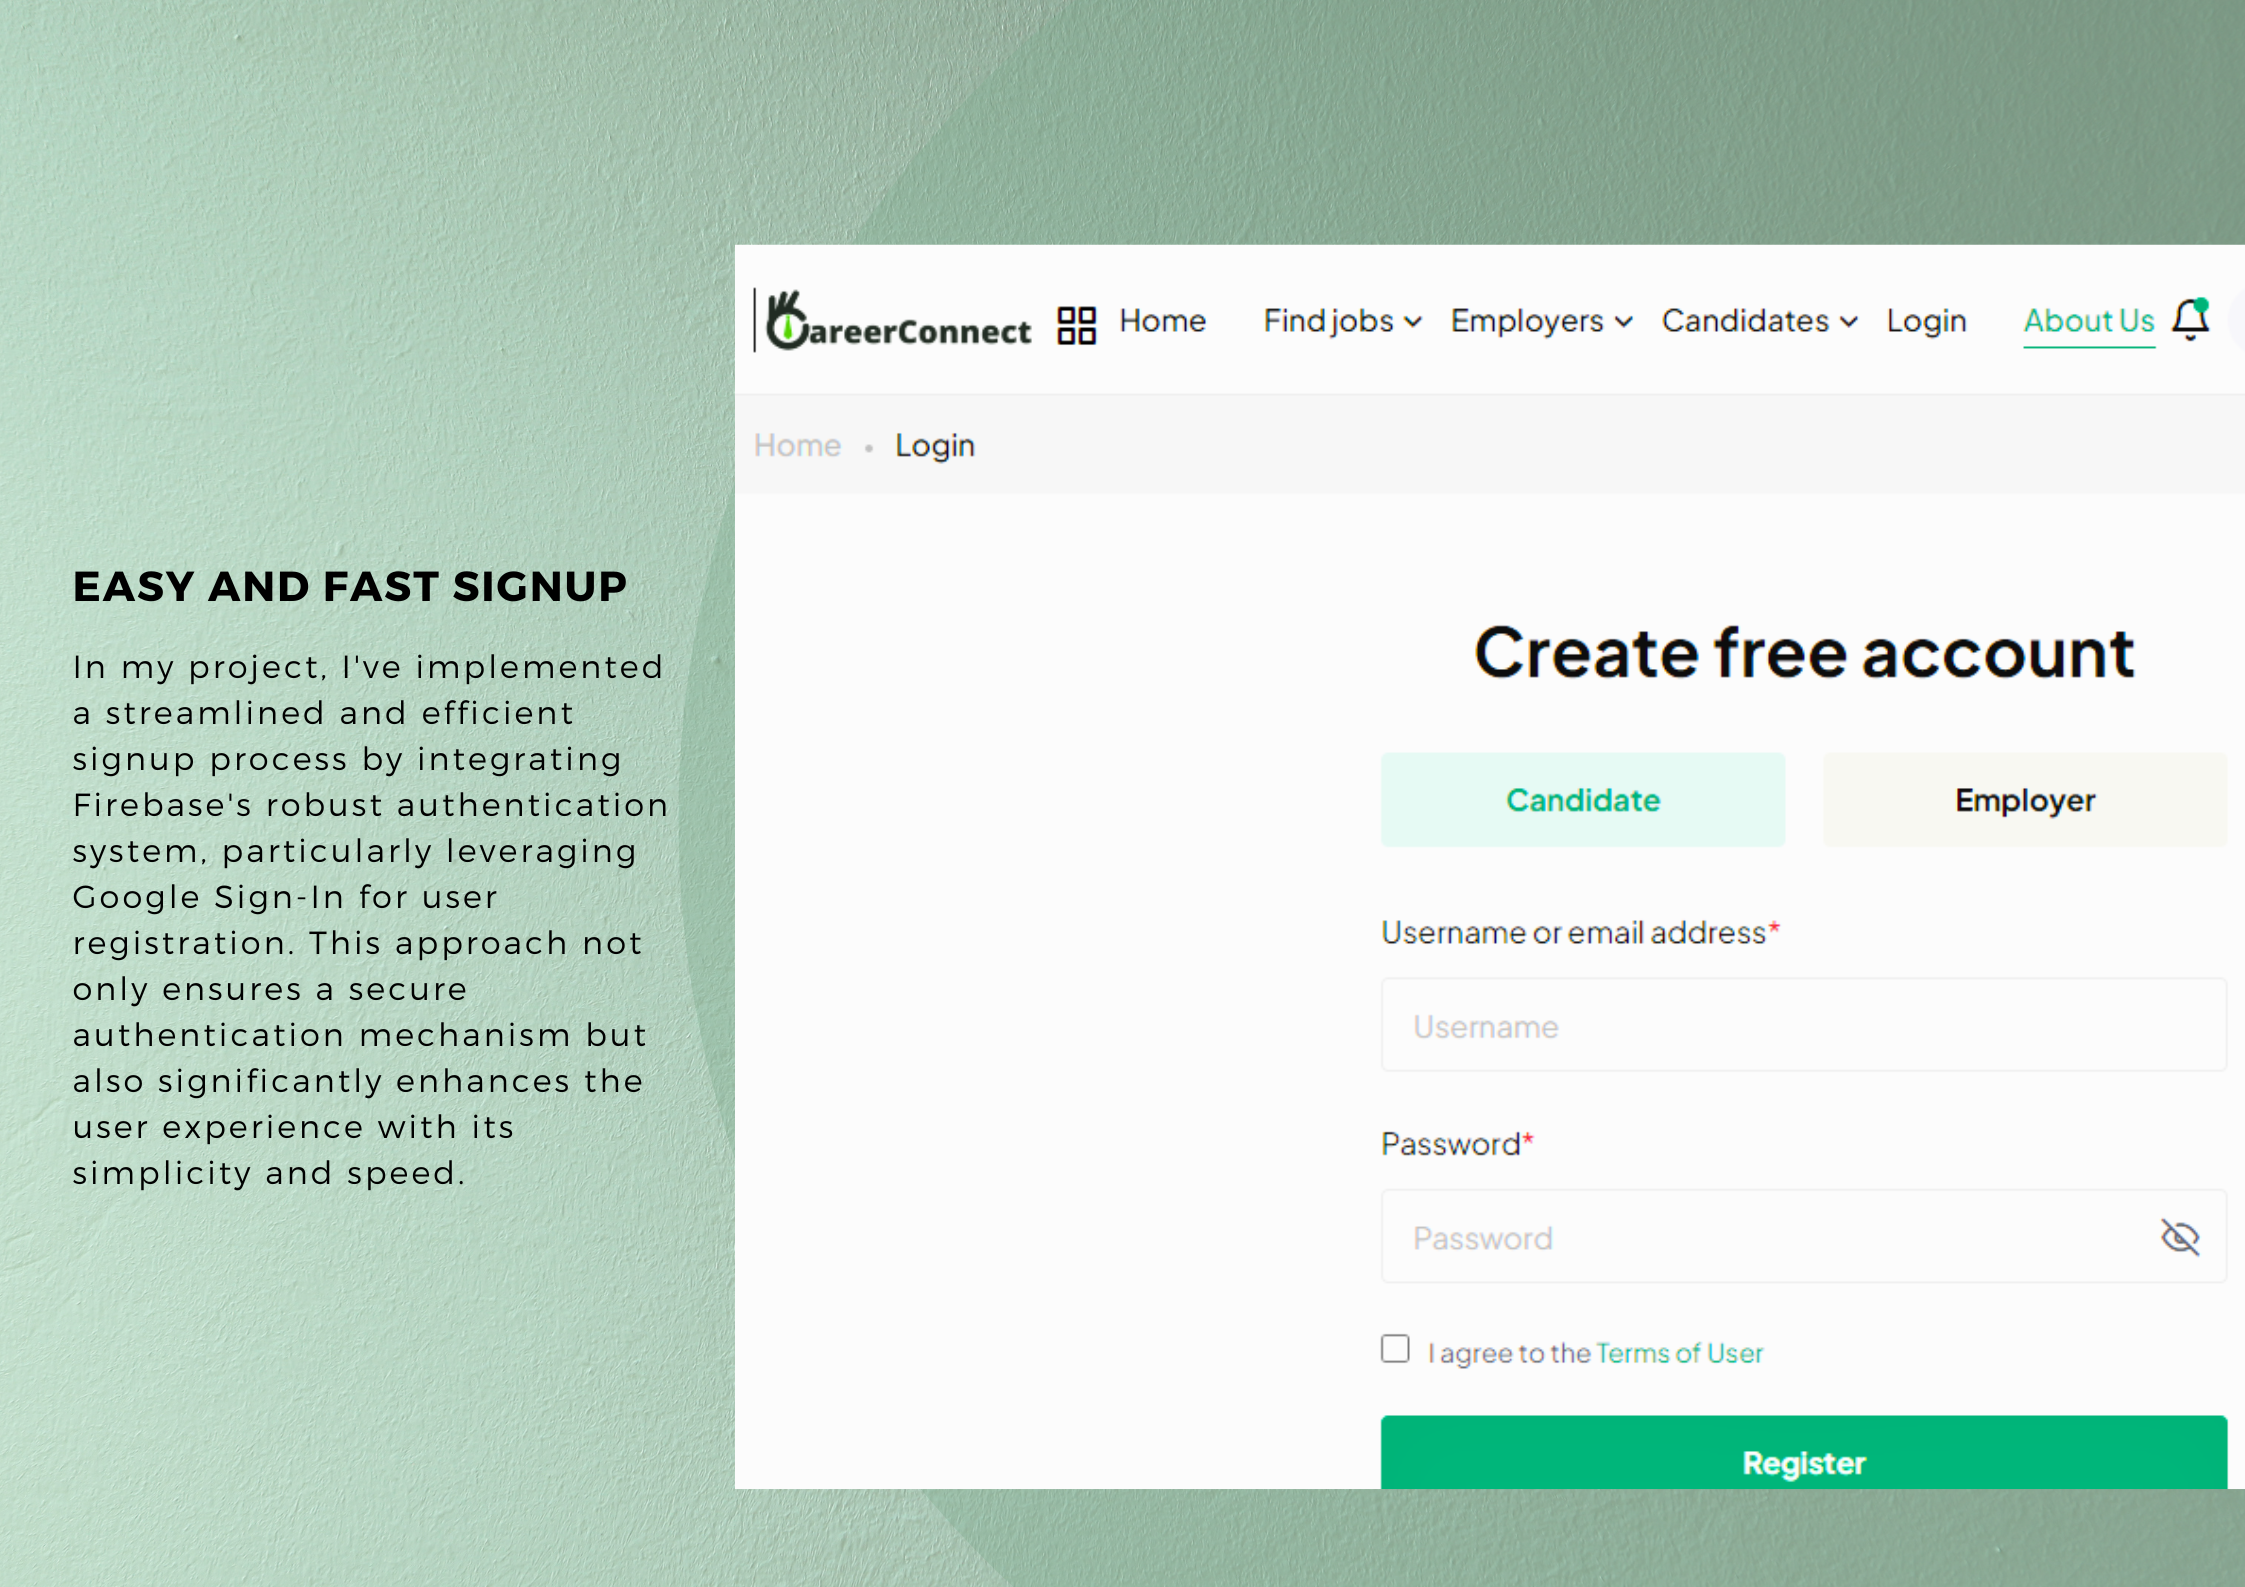 EASY AND FAST SIGNUP
In my project, I've implemented
a streamlined and efficient
signup process by integrating
Firebase's robust authentication
system, particularly leveraging
Google Sign-In for user
registration. This approach not
only ensures a secure
authentication mechanism but
also significantly enhances the
user experience with its
simplicity and speed.
CareerConnect Home Find jobs Employers Candidates Login About Us
Home • Login
Create free account
Candidate Employer
Username or email address*
Username
Password*
Password
I agree to the Terms of User
Register